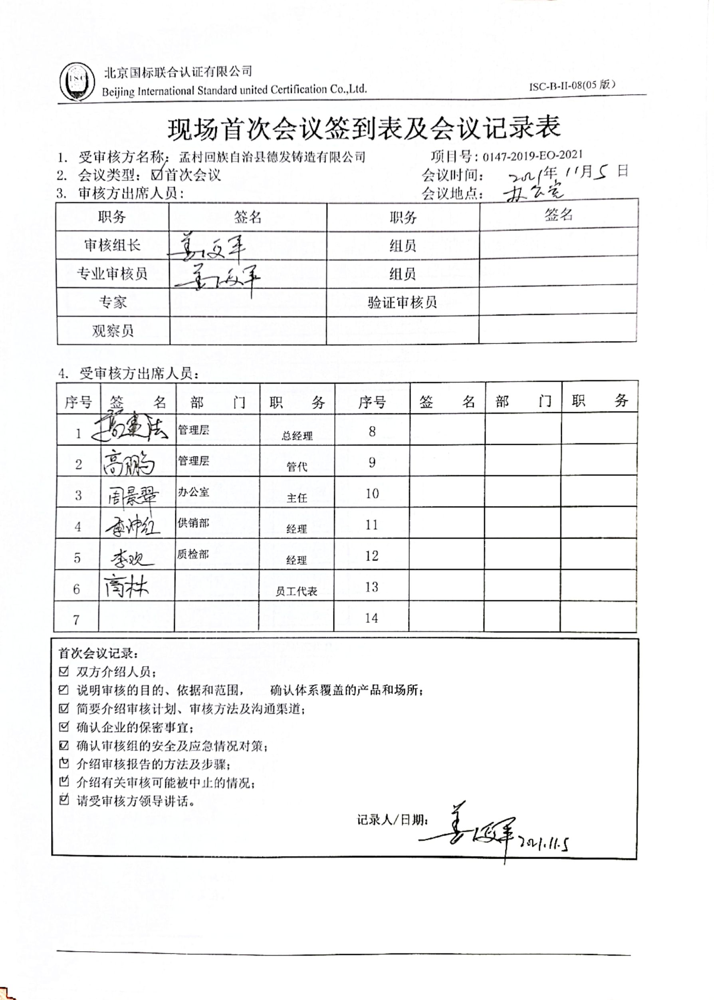 ISC
北京国标联合认证有限公司
Beijing International Standard united Certification Co.,Ltd.
ISC-B-II-08(05 版)
现场首次会议签到表及会议记录表
1. 受审核方名称：孟村回族自治县德发铸造有限公司 项目号：0147-2019-EO-2021
2. 会议类型：☑首次会议 会议时间： 2021年 11月 5 日
3. 审核方出席人员： 会议地点： 办公室
职务 签名 职务 签名
审核组长 姜 军 组员
专业审核员 姜 军 组员
专家 验证审核员
观察员
4. 受审核方出席人员：
序号 签 名 部 门 职 务 序号 签 名 部 门 职 务
1 高 法 管理层 总经理 8
2 高鹏 管理层 管代 9
3 周景翠 办公室 主任 10
4 红 供销部 经理 11
5 李欢 质检部 经理 12
6 高林 员工代表 13
7 14
首次会议记录：
☑ 双方介绍人员；
☑ 说明审核的目的、依据和范围， 确认体系覆盖的产品和场所；
☑ 简要介绍审核计划、审核方法及沟通渠道；
☑ 确认企业的保密事宜；
☑ 确认审核组的安全及应急情况对策；
☑ 介绍审核报告的方法及步骤；
☑ 介绍有关审核可能被中止的情况；
☑ 请受审核方领导讲话。
记录人/日期： 姜 军 2021.11.5